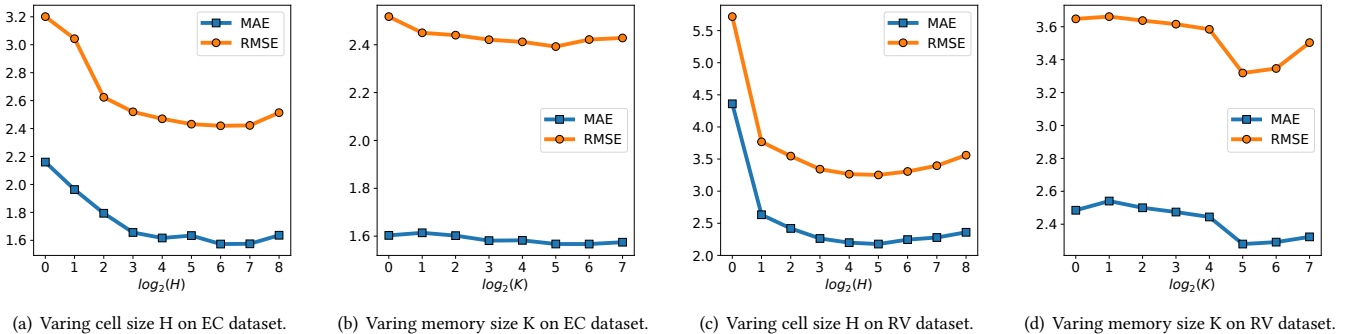 3.2
3.0
2.8
2.6
2.4
2.2
2.0
1.8
1.6
MAE
RMSE
0 1 2 3 4 5 6 7 8
log2(H)
(a) Varing cell size H on EC dataset.
2.4
2.2
2.0
1.8
1.6
MAE
RMSE
0 1 2 3 4 5 6 7
log2(K)
(b) Varing memory size K on EC dataset.
5.5
5.0
4.5
4.0
3.5
3.0
2.5
2.0
MAE
RMSE
0 1 2 3 4 5 6 7 8
log2(H)
(c) Varing cell size H on RV dataset.
3.6
3.4
3.2
3.0
2.8
2.6
2.4
MAE
RMSE
0 1 2 3 4 5 6 7
log2(K)
(d) Varing memory size K on RV dataset.